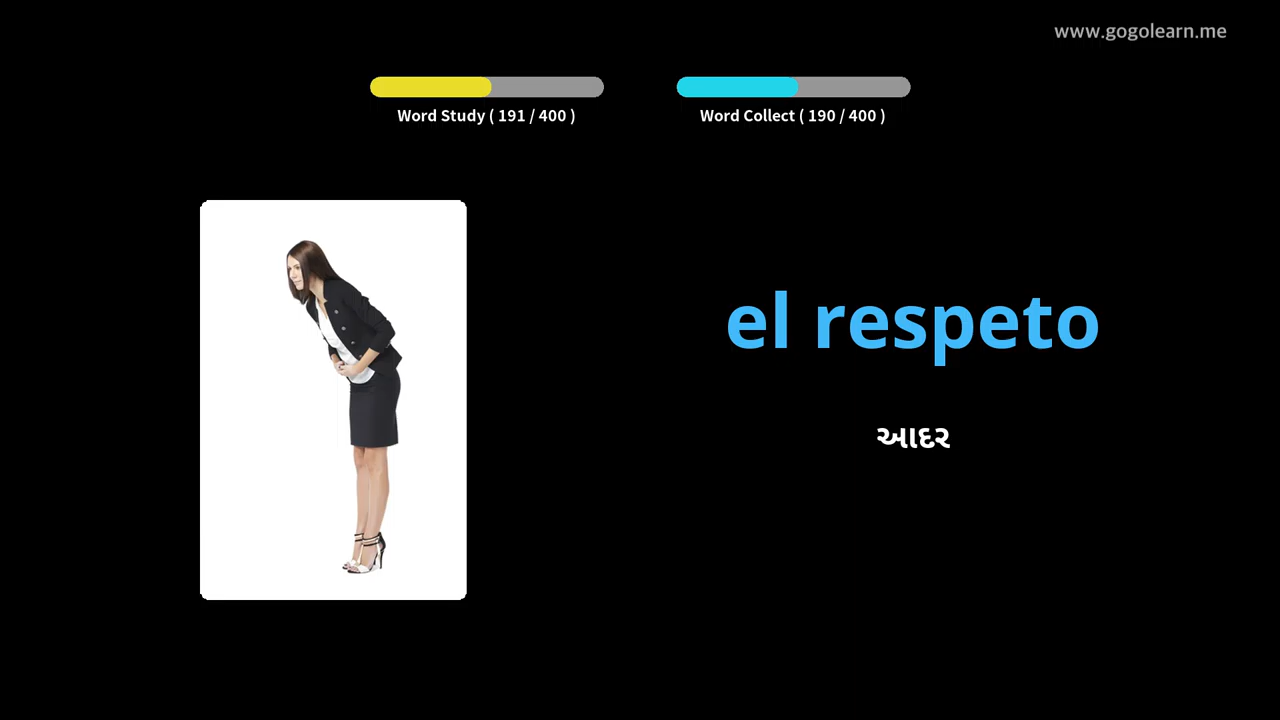 www.gogolearn.me
Word Study ( 191 / 400 )
Word Collect ( 190 / 400 )
el respeto
આદર